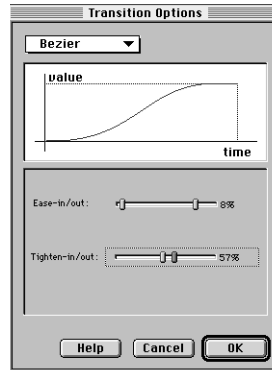 Transition Options
Bezier
value
time
Ease-in/out: 8%
Tighten-in/out: 57%
Help Cancel OK